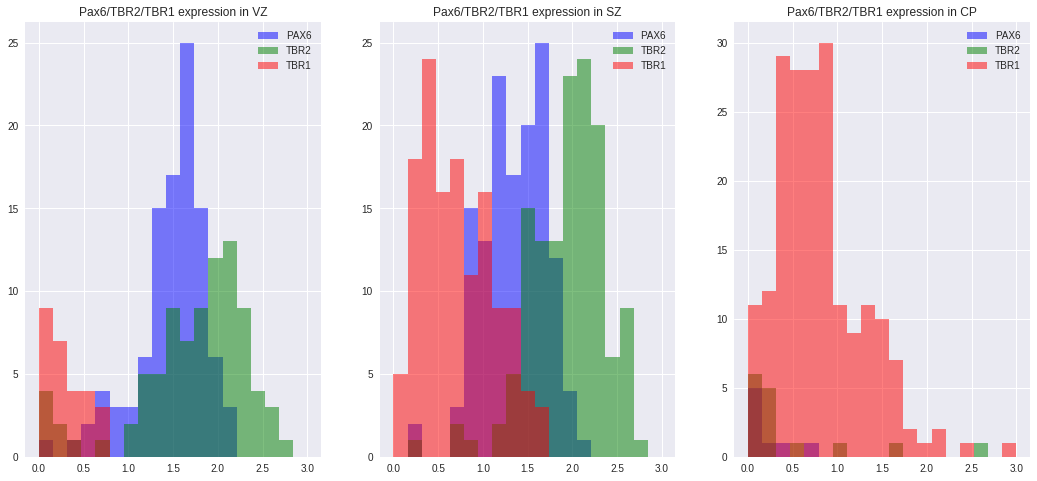 Pax6/TBR2/TBR1 expression in VZ
PAX6
TBR2
TBR1
25
20
15
10
5
0
0.0 0.5 1.0 1.5 2.0 2.5 3.0
Pax6/TBR2/TBR1 expression in SZ
PAX6
TBR2
TBR1
25
20
15
10
5
0
0.0 0.5 1.0 1.5 2.0 2.5 3.0
Pax6/TBR2/TBR1 expression in CP
PAX6
TBR2
TBR1
30
25
20
15
10
5
0
0.0 0.5 1.0 1.5 2.0 2.5 3.0